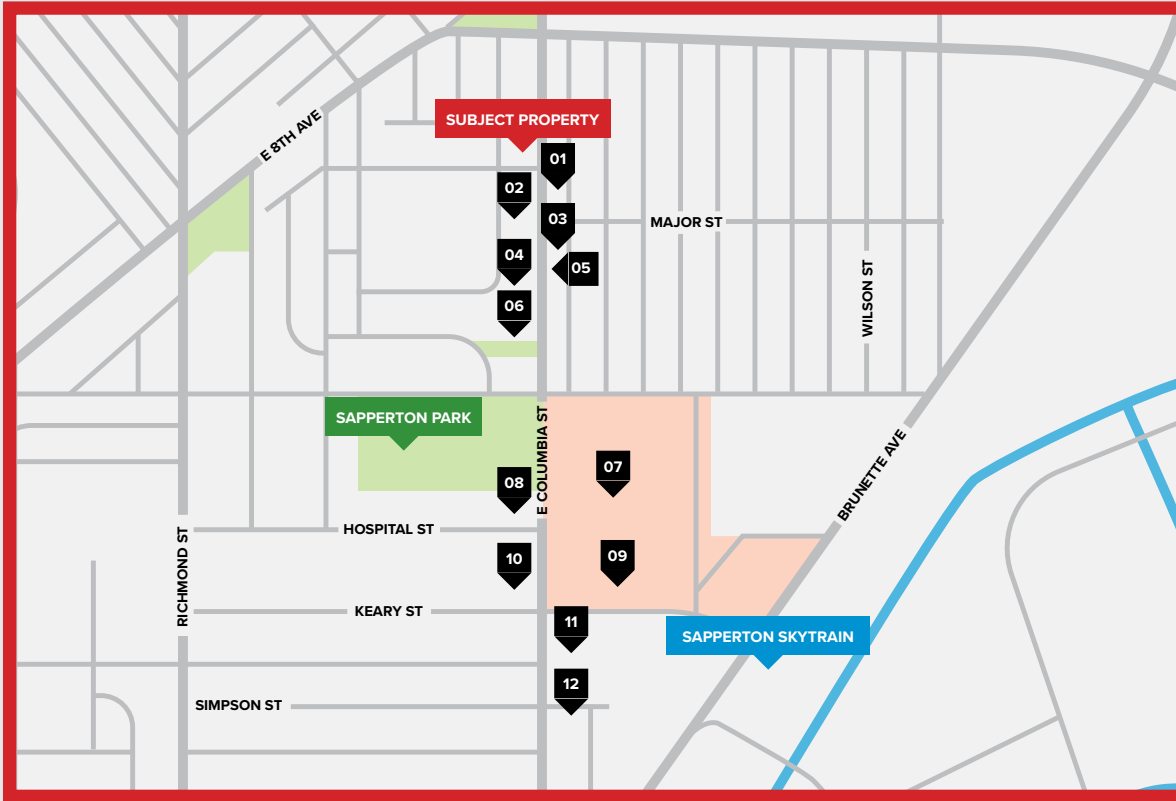 E 8TH AVE
SUBJECT PROPERTY
01
02
03
MAJOR ST
04
05
WILSON ST
06
SAPPERTON PARK
E COLUMBIA ST
BRUNETTE AVE
07
08
HOSPITAL ST
RICHMOND ST
10
09
KEARY ST
11
SAPPERTON SKYTRAIN
12
SIMPSON ST